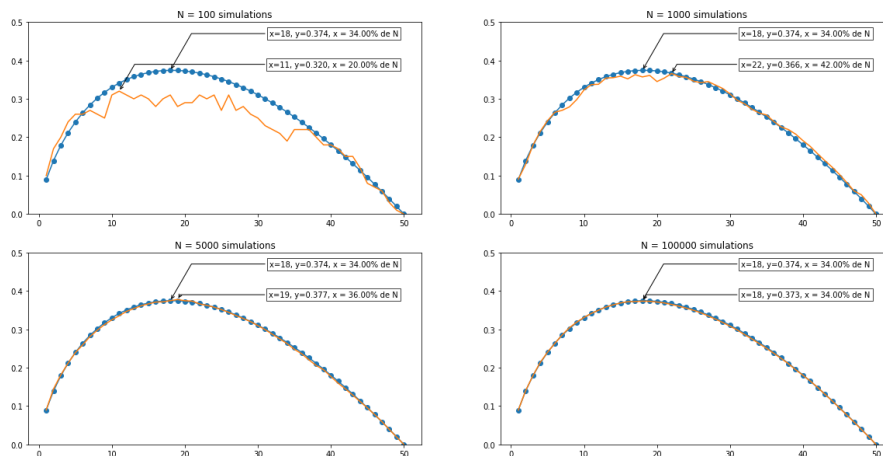 N = 100 simulations
x=18, y=0.374, x = 34.00% de N
x=11, y=0.320, x = 20.00% de N
0.5
0.4
0.3
0.2
0.1
0.0
0 10 20 30 40 50
N = 1000 simulations
x=18, y=0.374, x = 34.00% de N
x=22, y=0.366, x = 42.00% de N
0.5
0.4
0.3
0.2
0.1
0.0
0 10 20 30 40 50
N = 5000 simulations
x=18, y=0.374, x = 34.00% de N
x=19, y=0.377, x = 36.00% de N
0.5
0.4
0.3
0.2
0.1
0.0
0 10 20 30 40 50
N = 100000 simulations
x=18, y=0.374, x = 34.00% de N
x=18, y=0.373, x = 34.00% de N
0.5
0.4
0.3
0.2
0.1
0.0
0 10 20 30 40 50